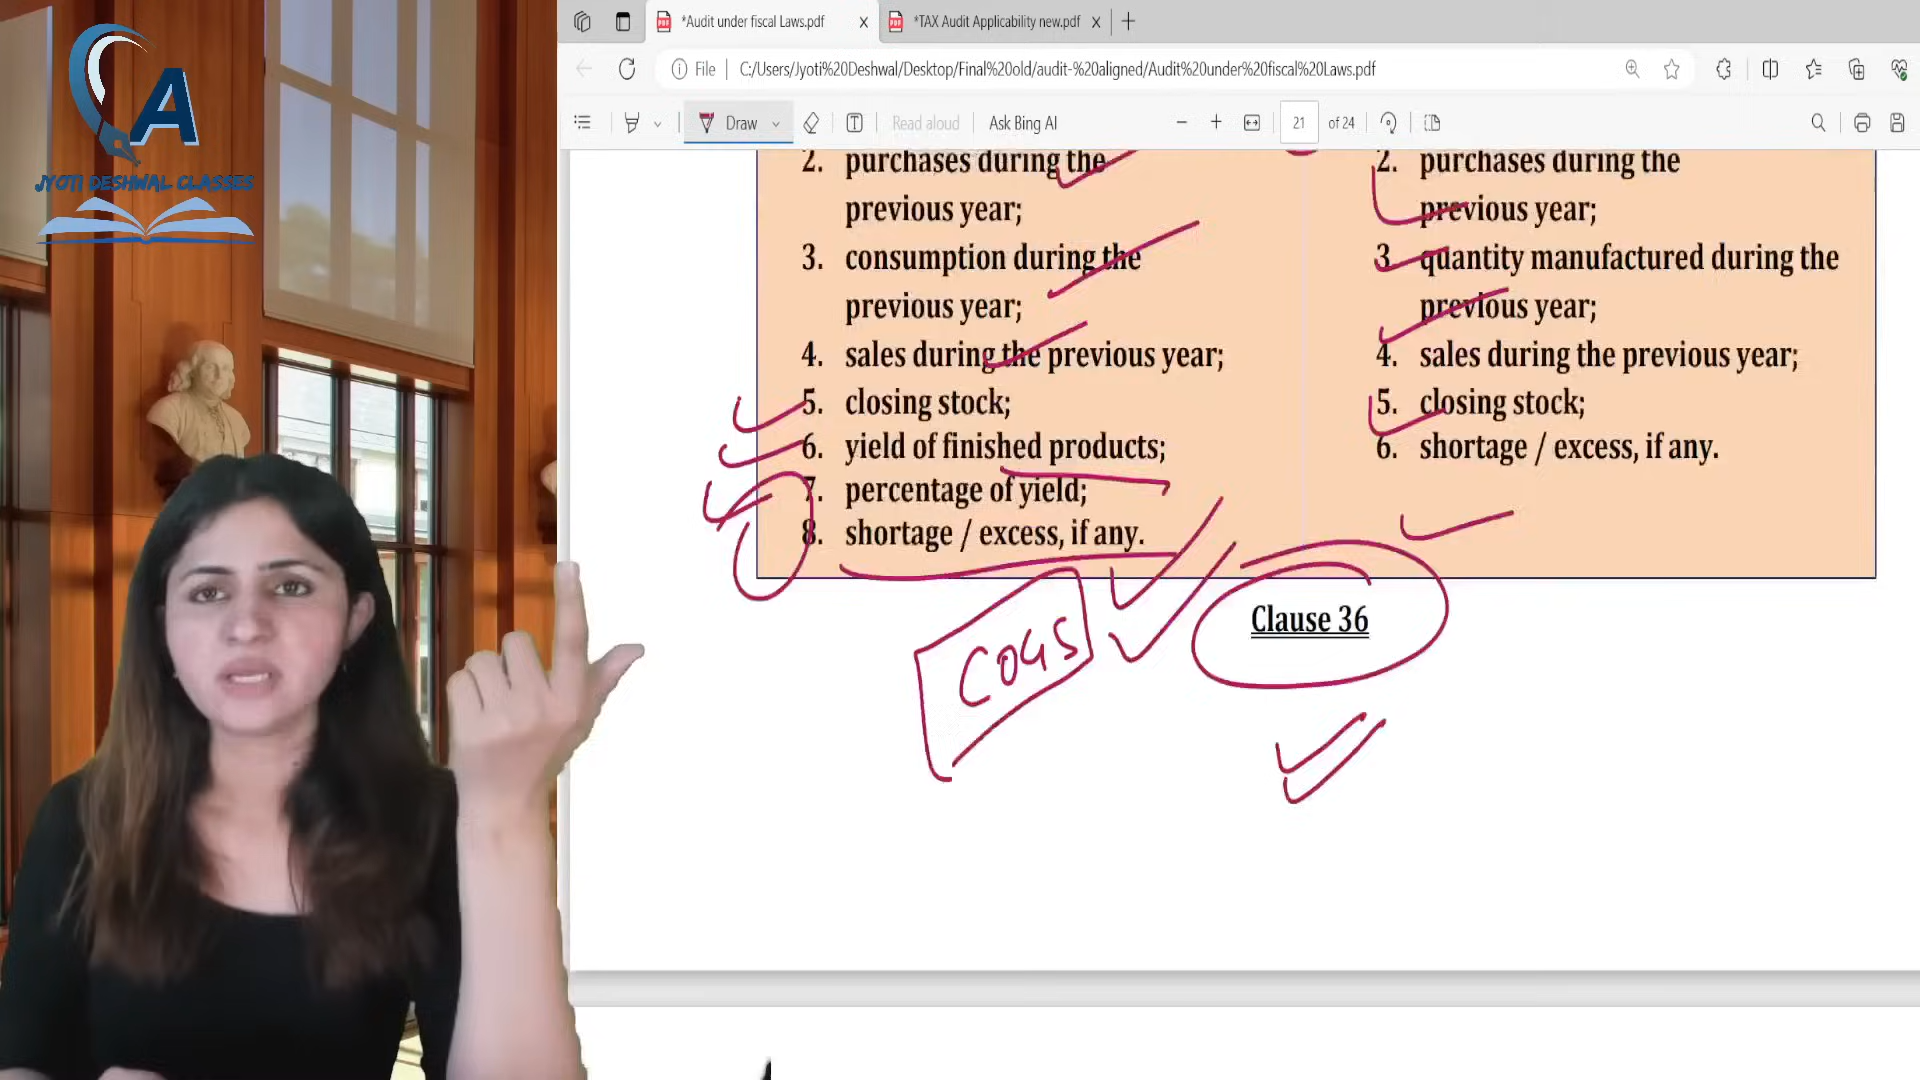 A
JYOTI DESHWAL CLASSES
*Audit under fiscal Laws.pdf
*TAX Audit Applicability new.pdf
File
C:/Users/Jyoti%20Deshwal/Desktop/Final%20old/audit-%20aligned/Audit%20under%20fiscal%20Laws.pdf
Draw
Read aloud
Ask Bing AI
21
of 24
2. purchases during the
previous year;
3. consumption during the
previous year;
4. sales during the previous year;
5. closing stock;
6. yield of finished products;
7. percentage of yield;
8. shortage / excess, if any.
2. purchases during the
previous year;
3. quantity manufactured during the
previous year;
4. sales during the previous year;
5. closing stock;
6. shortage / excess, if any.
COGS
Clause 36